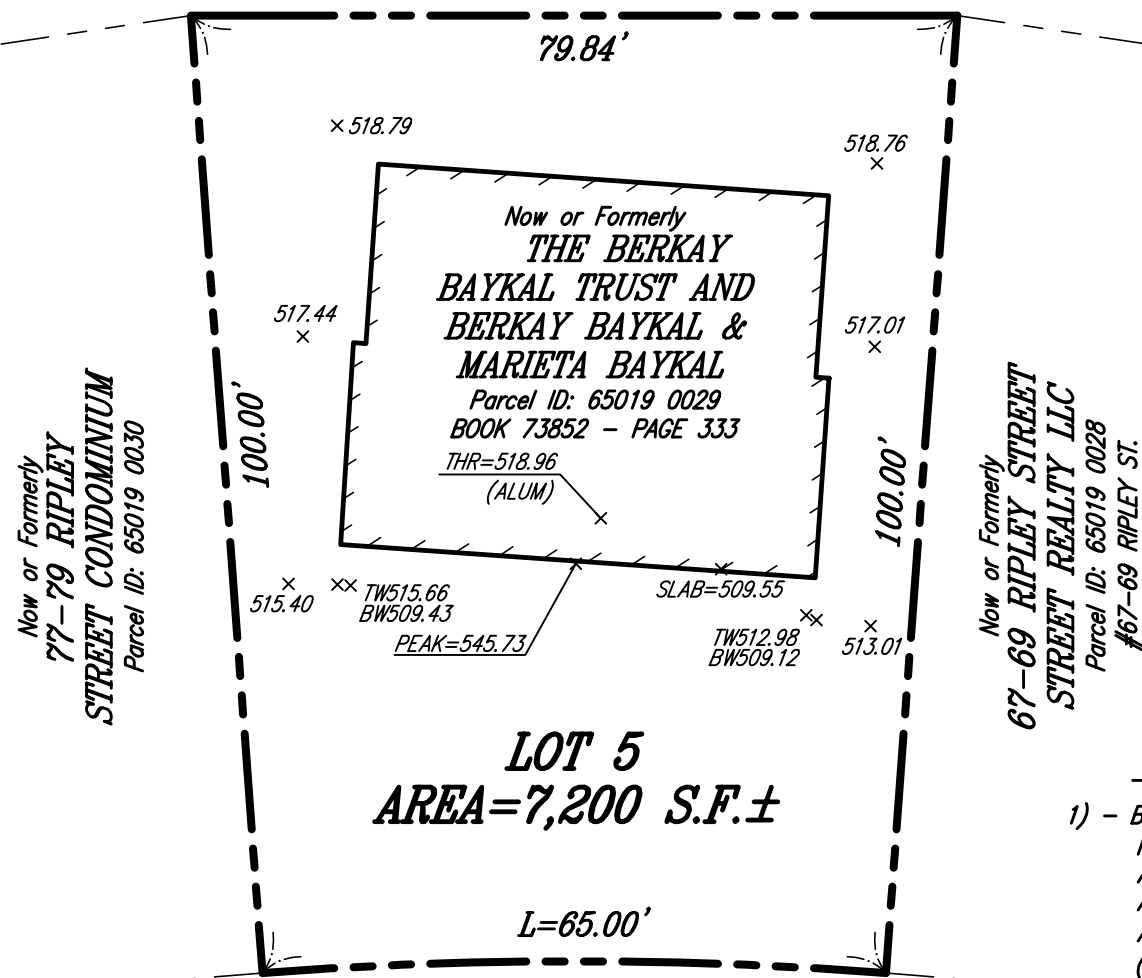 79.84'
518.79
518.76
Now or Formerly
THE BERKAY
BAYKAL TRUST AND
BERKAY BAYKAL &
MARIETA BAYKAL
Parcel ID: 65019 0029
BOOK 73852 - PAGE 333
THR=518.96
(ALUM)
517.44
517.01
100.00'
100.00'
Now or Formerly
77-79 RIPLEY
STREET CONDOMINIUM
Parcel ID: 65019 0030
Now or Formerly
67-69 RIPLEY STREET
STREET REALTY LLC
Parcel ID: 65019 0028
#67-69 RIPLEY ST.
515.40
TW515.66
BW509.43
PEAK=545.73
SLAB=509.55
TW512.98
BW509.12
513.01
LOT 5
AREA=7,200 S.F.±
1) - B
L=65.00'